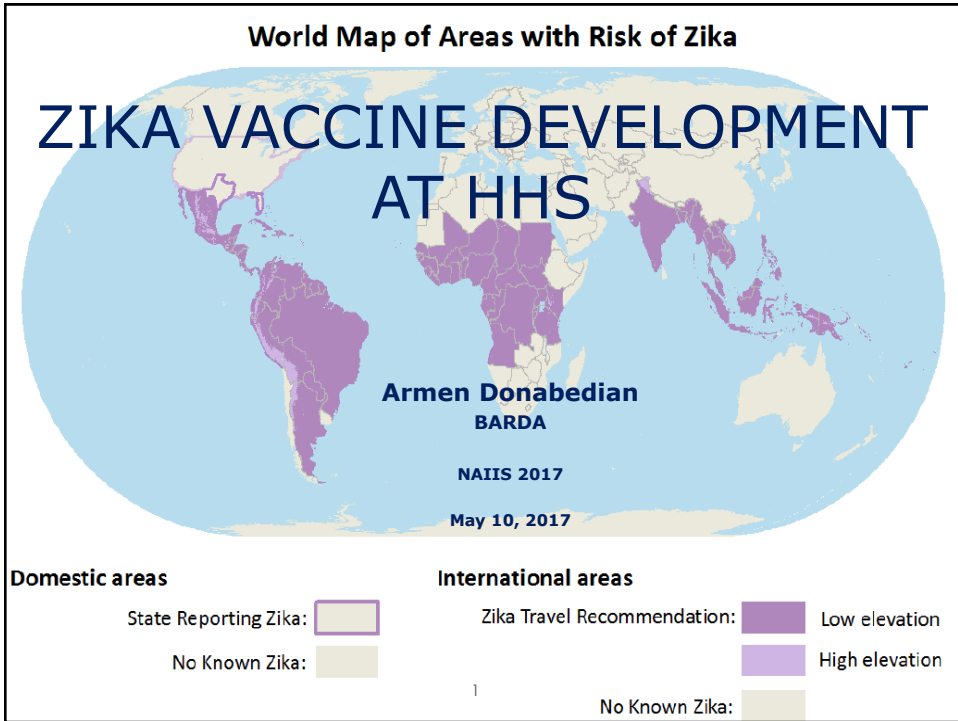 World Map of Areas with Risk of Zika
ZIKA VACCINE DEVELOPMENT
AT HHS
Armen Donabedian
BARDA
NAIIS 2017
May 10, 2017
Domestic areas
State Reporting Zika:
No Known Zika:
International areas
Zika Travel Recommendation:
Low elevation
High elevation
No Known Zika:
1